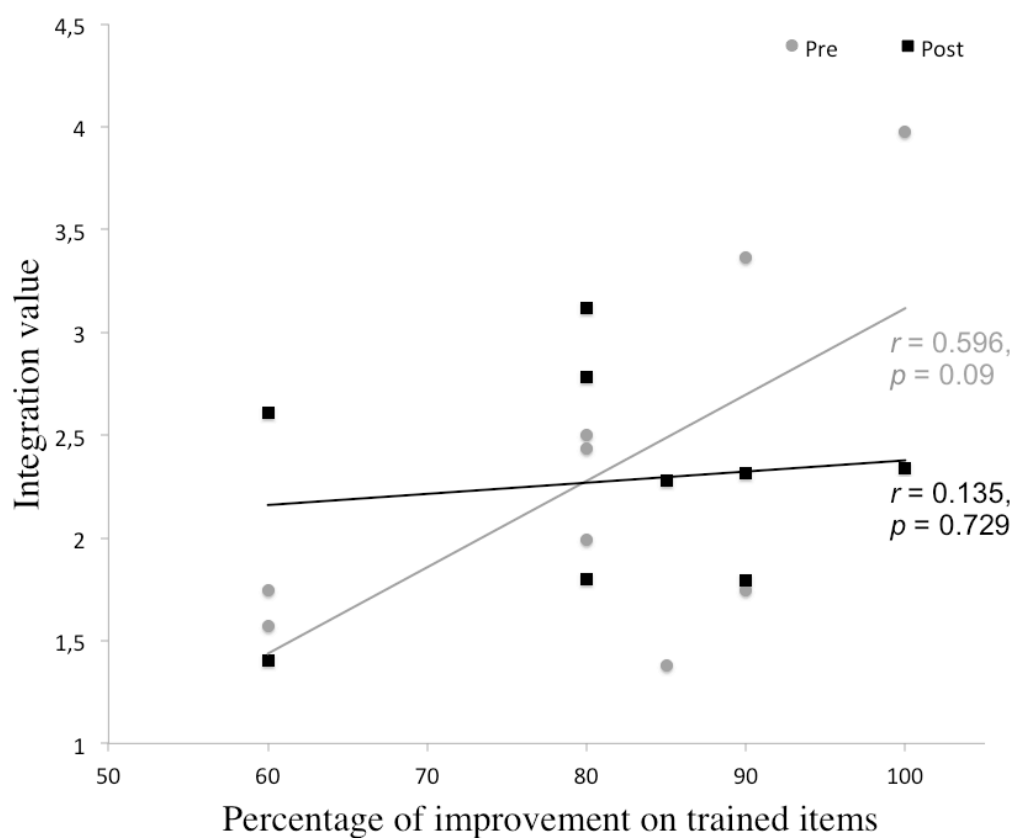 4,5
Pre
Post
4
3,5
3
r = 0.596,
p = 0.09
2,5
r = 0.135,
p = 0.729
2
1,5
1
50
60
70
80
90
100
Integration value
Percentage of improvement on trained items